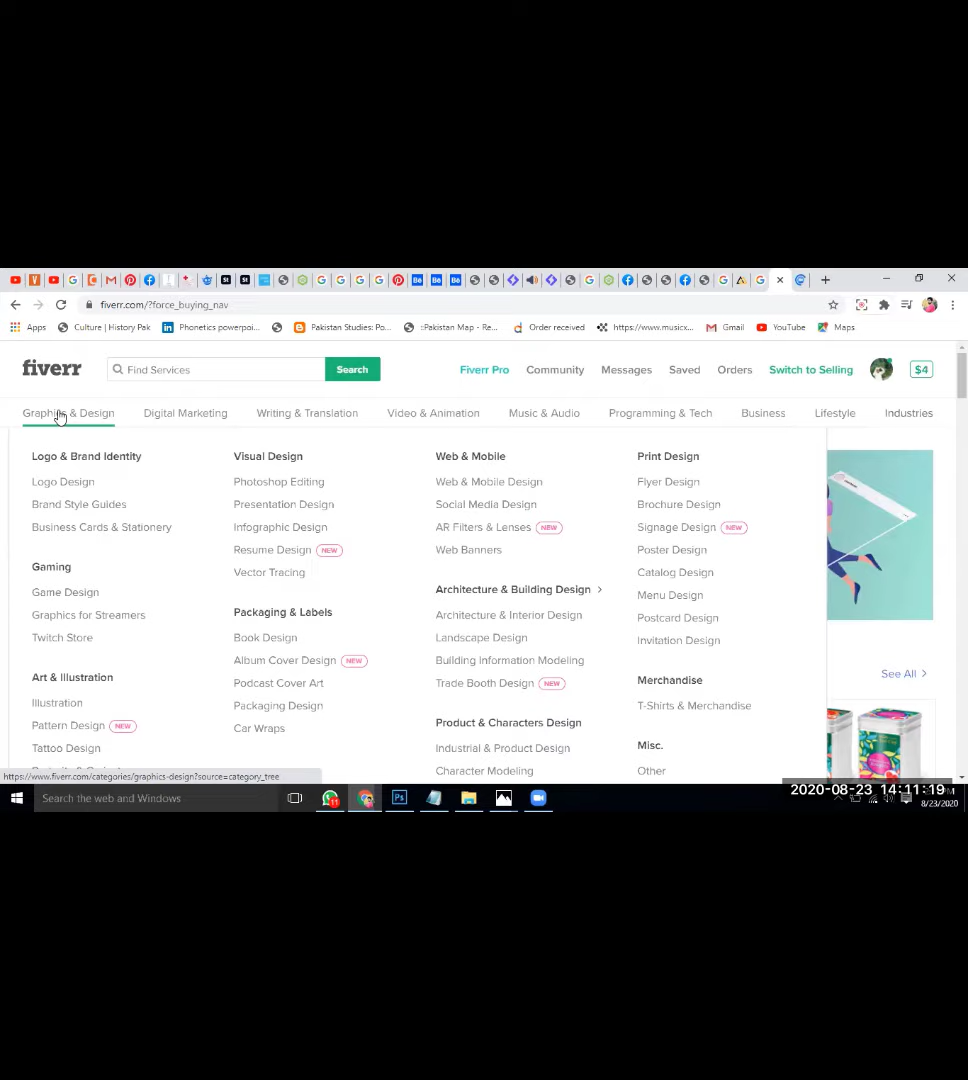 fiverr.com/?force_buying_nav
Apps Culture | History Pak Phonetics powerpoi... Pakistan Studies: Po... ::Pakistan Map - Re... Order received https://www.musicx... Gmail YouTube Maps
fiverr Find Services Search Fiverr Pro Community Messages Saved Orders Switch to Selling $4
Graphics & Design Digital Marketing Writing & Translation Video & Animation Music & Audio Programming & Tech Business Lifestyle Industries
Logo & Brand Identity
Logo Design
Brand Style Guides
Business Cards & Stationery
Gaming
Game Design
Graphics for Streamers
Twitch Store
Art & Illustration
Illustration
Pattern Design NEW
Tattoo Design
Visual Design
Photoshop Editing
Presentation Design
Infographic Design
Resume Design NEW
Vector Tracing
Packaging & Labels
Book Design
Album Cover Design NEW
Podcast Cover Art
Packaging Design
Car Wraps
Web & Mobile
Web & Mobile Design
Social Media Design
AR Filters & Lenses NEW
Web Banners
Architecture & Building Design >
Architecture & Interior Design
Landscape Design
Building Information Modeling
Trade Booth Design NEW
Product & Characters Design
Industrial & Product Design
Character Modeling
Print Design
Flyer Design
Brochure Design
Signage Design NEW
Poster Design
Catalog Design
Menu Design
Postcard Design
Invitation Design
Merchandise
T-Shirts & Merchandise
Misc.
Other
See All >
https://www.fiverr.com/categories/graphics-design?source=category_tree
Search the web and Windows
2020-08-23 14:11:19
8/23/2020